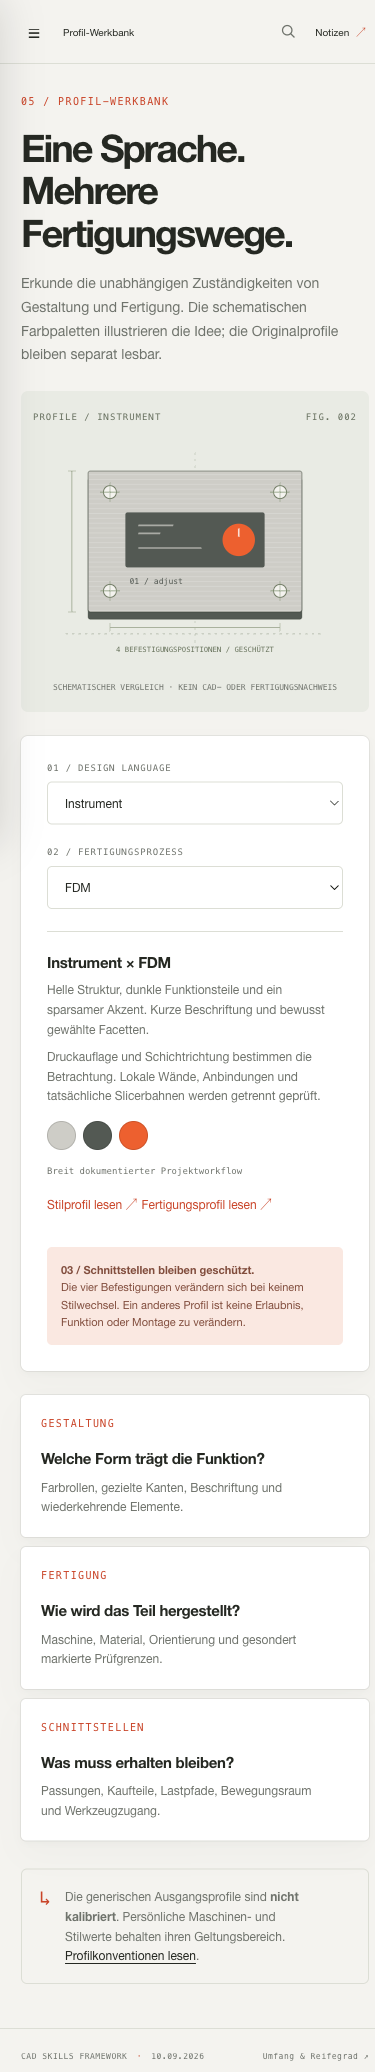 Profil-Werkbank
Notizen ↗
05 / PROFIL-WERKBANK
Eine Sprache.
Mehrere
Fertigungswege.
Erkunde die unabhängigen Zuständigkeiten von
Gestaltung und Fertigung. Die schematischen
Farbpaletten illustrieren die Idee; die Originalprofile
bleiben separat lesbar.
PROFILE / INSTRUMENT
FIG. 002
01 / adjust
4 BEFESTIGUNGSPOSITIONEN / GESCHÜTZT
SCHEMATISCHER VERGLEICH · KEIN CAD- ODER FERTIGUNGSNACHWEIS
01 / DESIGN LANGUAGE
Instrument
02 / FERTIGUNGSPROZESS
FDM
Instrument × FDM
Helle Struktur, dunkle Funktionsteile und ein
sparsamer Akzent. Kurze Beschriftung und bewusst
gewählte Facetten.
Druckauflage und Schichtrichtung bestimmen die
Betrachtung. Lokale Wände, Anbindungen und
tatsächliche Slicerbahnen werden getrennt geprüft.
Breit dokumentierter Projektworkflow
Stilprofil lesen ↗ Fertigungsprofil lesen ↗
03 / Schnittstellen bleiben geschützt.
Die vier Befestigungen verändern sich bei keinem
Stilwechsel. Ein anderes Profil ist keine Erlaubnis,
Funktion oder Montage zu verändern.
GESTALTUNG
Welche Form trägt die Funktion?
Farbrollen, gezielte Kanten, Beschriftung und
wiederkehrende Elemente.
FERTIGUNG
Wie wird das Teil hergestellt?
Maschine, Material, Orientierung und gesondert
markierte Prüfgrenzen.
SCHNITTSTELLEN
Was muss erhalten bleiben?
Passungen, Kaufteile, Lastpfade, Bewegungsraum
und Werkzeugzugang.
↳ Die generischen Ausgangsprofile sind nicht
kalibriert. Persönliche Maschinen- und
Stilwerte behalten ihren Geltungsbereich.
Profilkonventionen lesen.
CAD SKILLS FRAMEWORK · 10.09.2026
Umfang & Reifegrad ↗